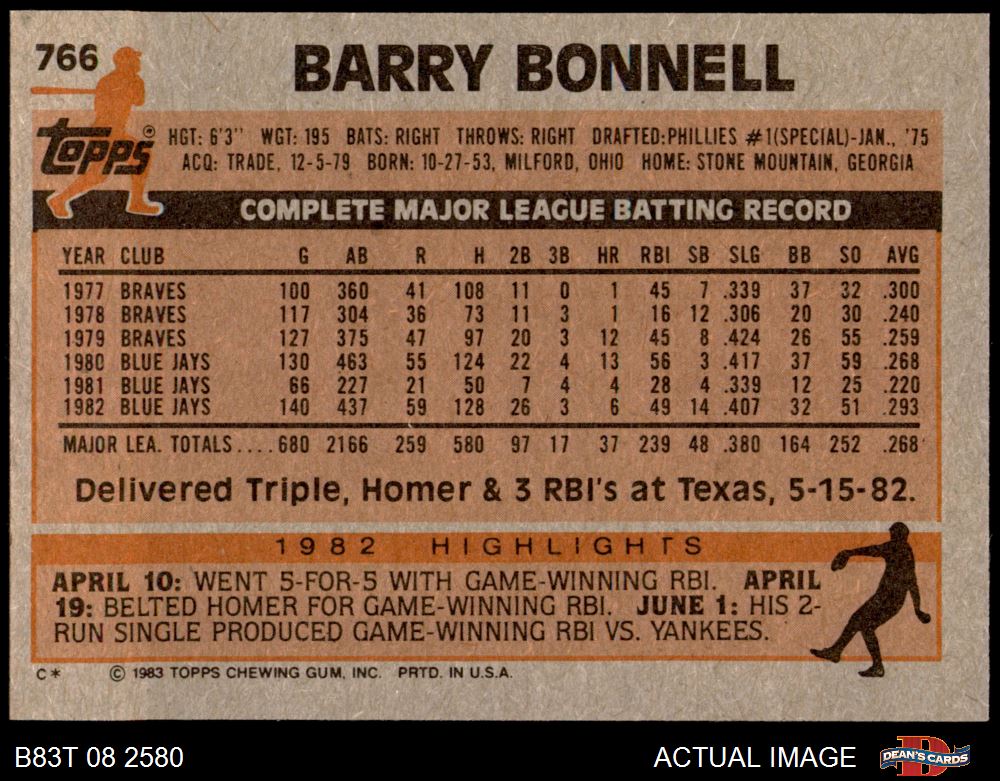 766
BARRY BONNELL
Topps®
HGT: 6'3" WGT: 195 BATS: RIGHT THROWS: RIGHT DRAFTED:PHILLIES #1(SPECIAL)-JAN., '75
ACQ: TRADE, 12-5-79 BORN: 10-27-53, MILFORD, OHIO HOME: STONE MOUNTAIN, GEORGIA
COMPLETE MAJOR LEAGUE BATTING RECORD
YEAR CLUB G AB R H 2B 3B HR RBI SB SLG BB SO AVG
1977 BRAVES 100 360 41 108 11 0 1 45 7 .339 37 32 .300
1978 BRAVES 117 304 36 73 11 3 1 16 12 .306 20 30 .240
1979 BRAVES 127 375 47 97 20 3 12 45 8 .424 26 55 .259
1980 BLUE JAYS 130 463 55 124 22 4 13 56 3 .417 37 59 .268
1981 BLUE JAYS 66 227 21 50 7 4 4 28 4 .339 12 25 .220
1982 BLUE JAYS 140 437 59 128 26 3 6 49 14 .407 32 51 .293
MAJOR LEA. TOTALS....680 2166 259 580 97 17 37 239 48 .380 164 252 .268
Delivered Triple, Homer & 3 RBI's at Texas, 5-15-82.
1982 HIGHLIGHTS
APRIL 10: WENT 5-FOR-5 WITH GAME-WINNING RBI. APRIL
19: BELTED HOMER FOR GAME-WINNING RBI. JUNE 1: HIS 2-
RUN SINGLE PRODUCED GAME-WINNING RBI VS. YANKEES.
C* © 1983 TOPPS CHEWING GUM, INC. PRTD. IN U.S.A.
B83T 08 2580
ACTUAL IMAGE
D
DEAN'S CARDS